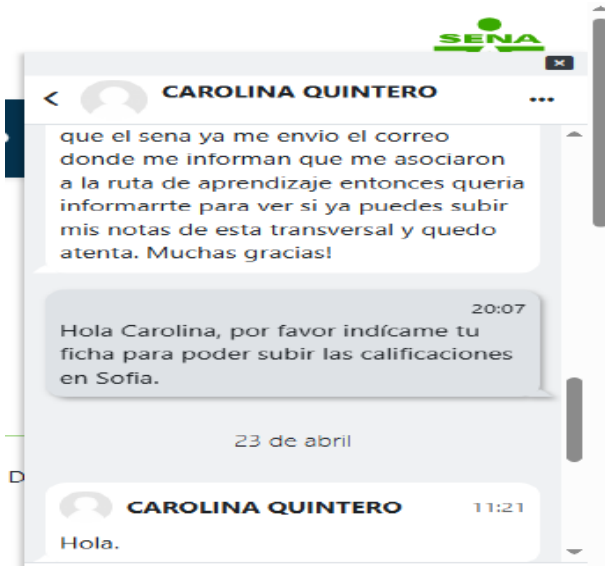 SENA
CAROLINA QUINTERO
que el sena ya me envio el correo
donde me informan que me asociaron
a la ruta de aprendizaje entonces queria
informarrte para ver si ya puedes subir
mis notas de esta transversal y quedo
atenta. Muchas gracias!
20:07
Hola Carolina, por favor indícame tu
ficha para poder subir las calificaciones
en Sofia.
23 de abril
D
CAROLINA QUINTERO 11:21
Hola.